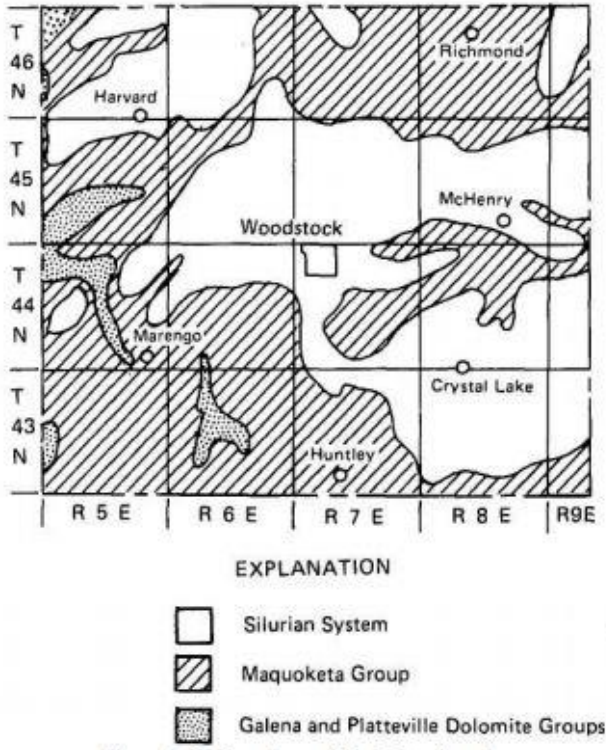 T
46
N
Richmond
Harvard
T
45
N
McHenry
Woodstock
T
44
N
Marengo
Crystal Lake
T
43
N
Huntley
R 5 E
R 6 E
R 7 E
R 8 E
R9E
EXPLANATION
Silurian System
Maquoketa Group
Galena and Platteville Dolomite Groups